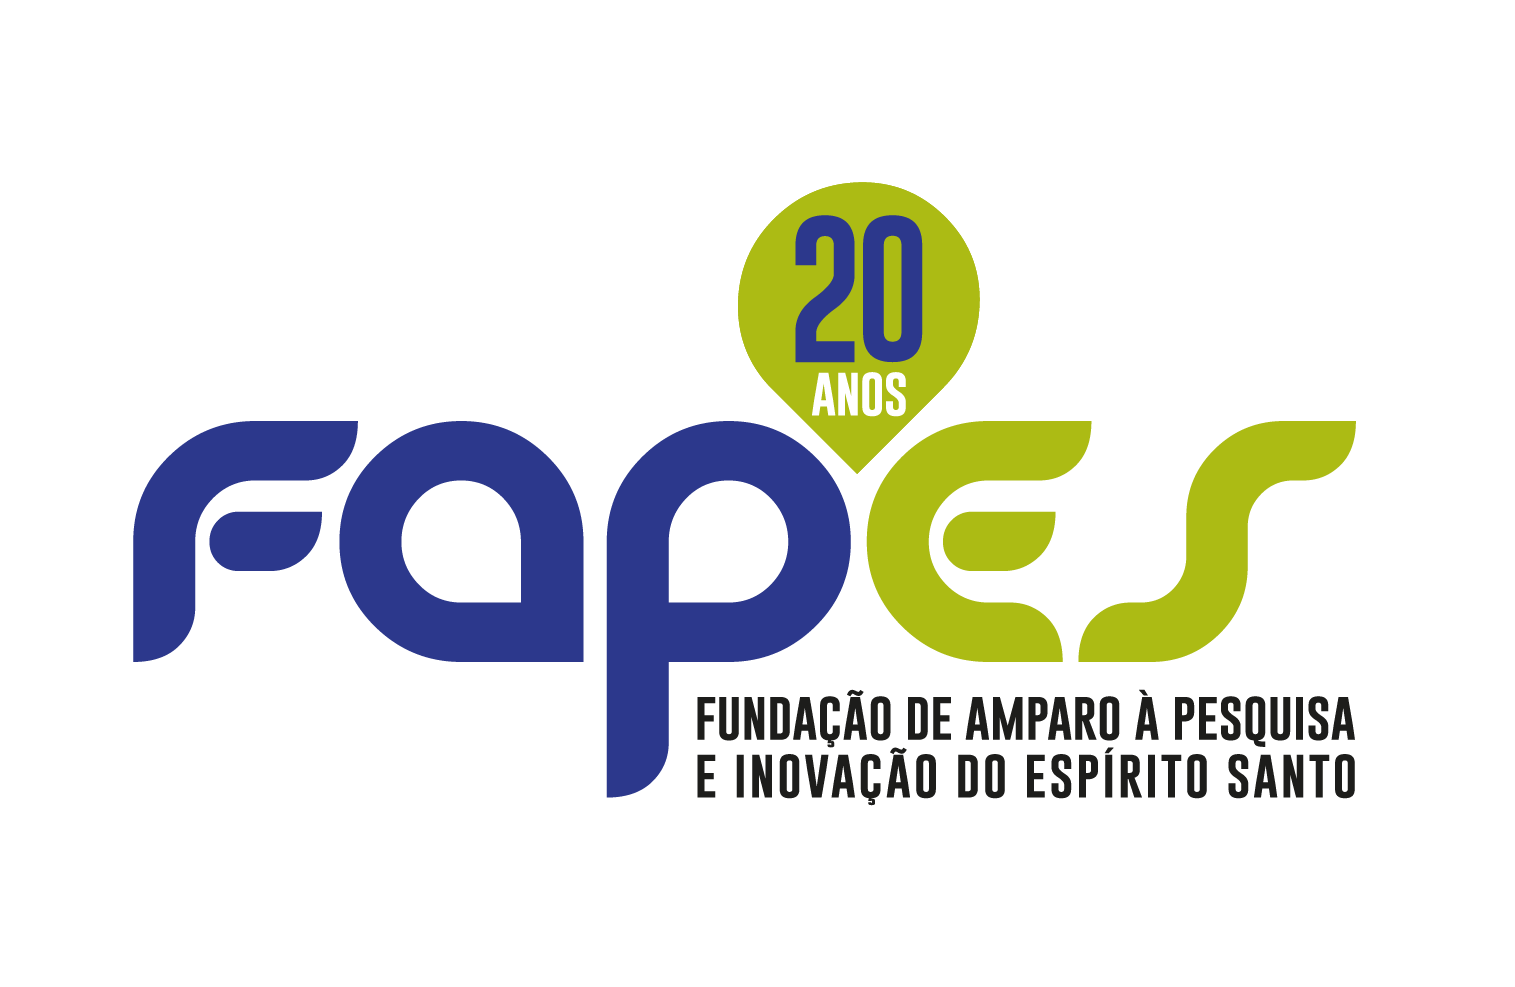 20
ANOS
FAPES
FUNDAÇÃO DE AMPARO À PESQUISA
E INOVAÇÃO DO ESPÍRITO SANTO